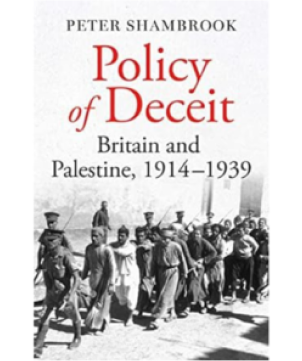 PETER SHAMBROOK
Policy
of Deceit
Britain and
Palestine, 1914–1939